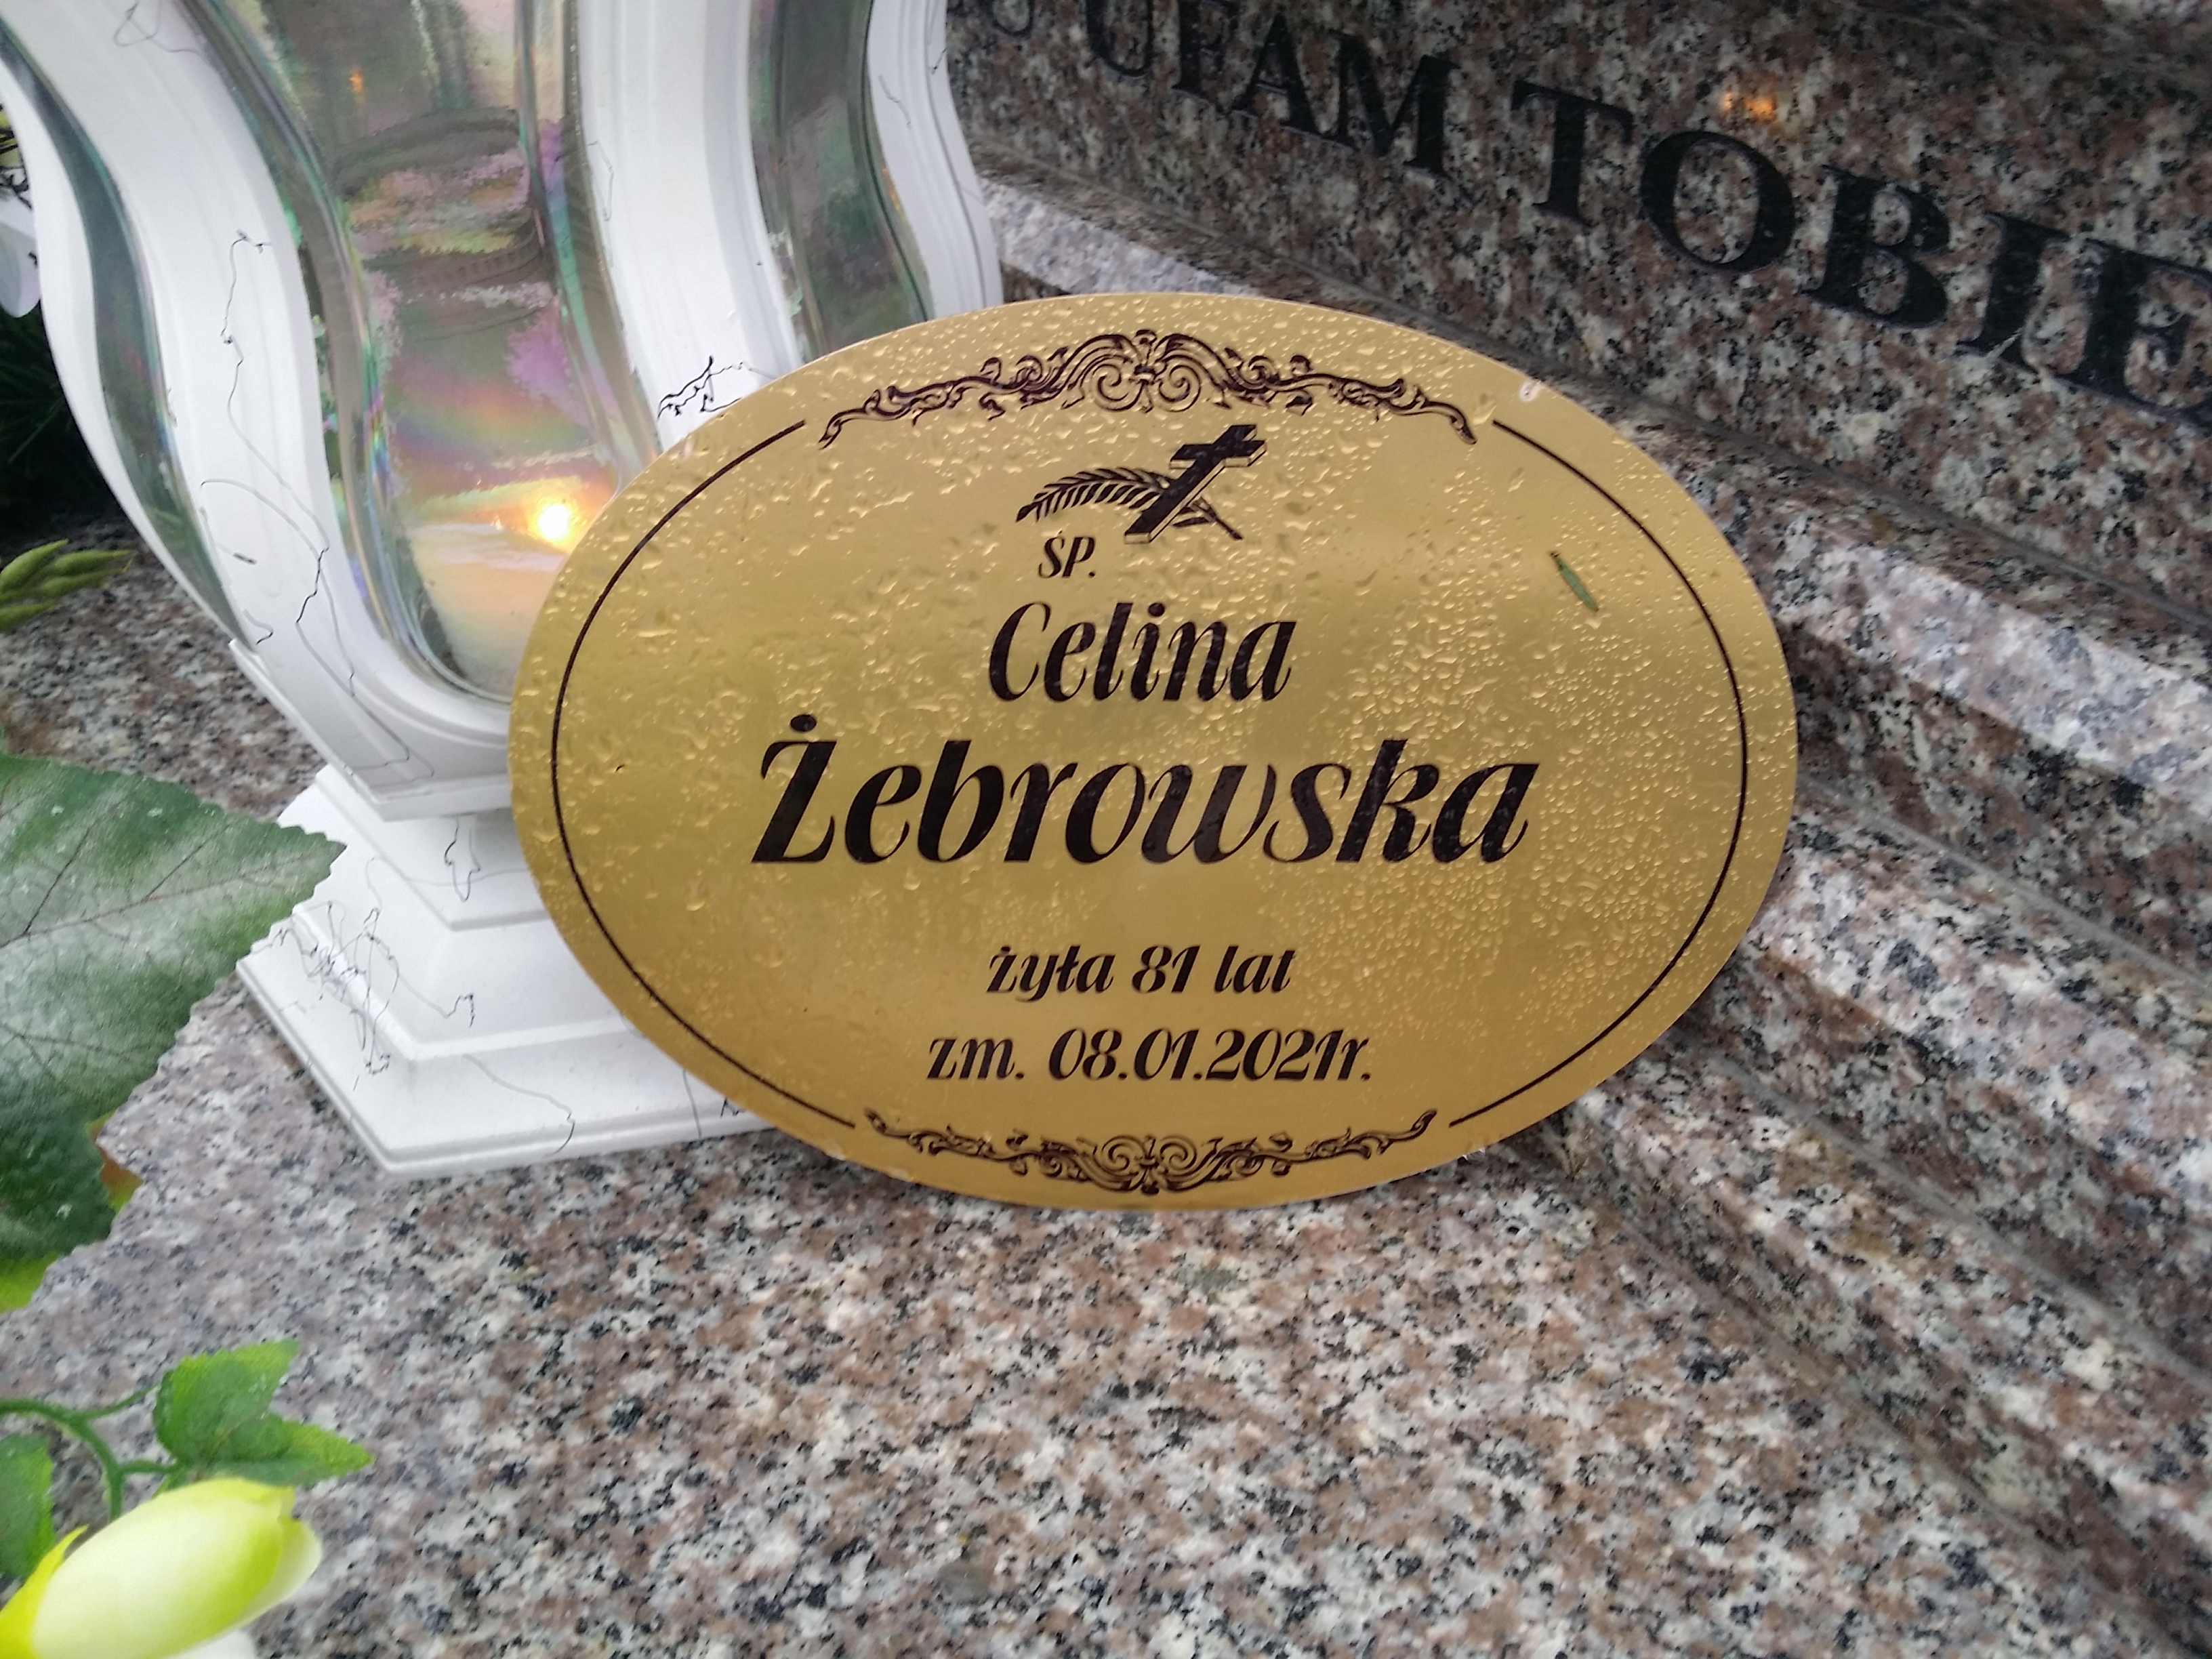 UFAM TOBIE
ŚP.
Celina
Żebrowska
żyła 81 lat
zm. 08.01.2021r.